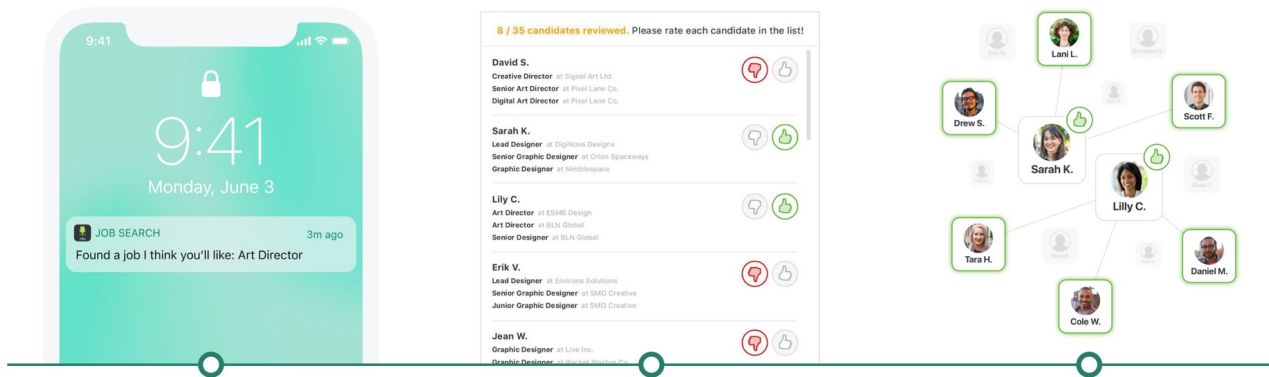 9:41
9:41
Monday, June 3
JOB SEARCH 3m ago
Found a job I think you'll like: Art Director
8 / 35 candidates reviewed. Please rate each candidate in the list!
David S.
Creative Director at Signal Art Ltd.
Senior Art Director at Pixel Lane Co.
Digital Art Director at Pixel Lane Co.
Sarah K.
Lead Designer at DigiNova Designs
Senior Graphic Designer at Orion Spaceways
Graphic Designer at Nimblespace
Lily C.
Art Director at ESMB Design
Art Director at BLN Global
Senior Designer at BLN Global
Erik V.
Lead Designer at Environs Solutions
Senior Graphic Designer at SMO Creative
Junior Graphic Designer at SMO Creative
Jean W.
Graphic Designer at Live Inc.
Graphic Designer at Rocket Startup Co.
Lani L.
Drew S.
Scott F.
Sarah K.
Lilly C.
Tara H.
Daniel M.
Cole W.